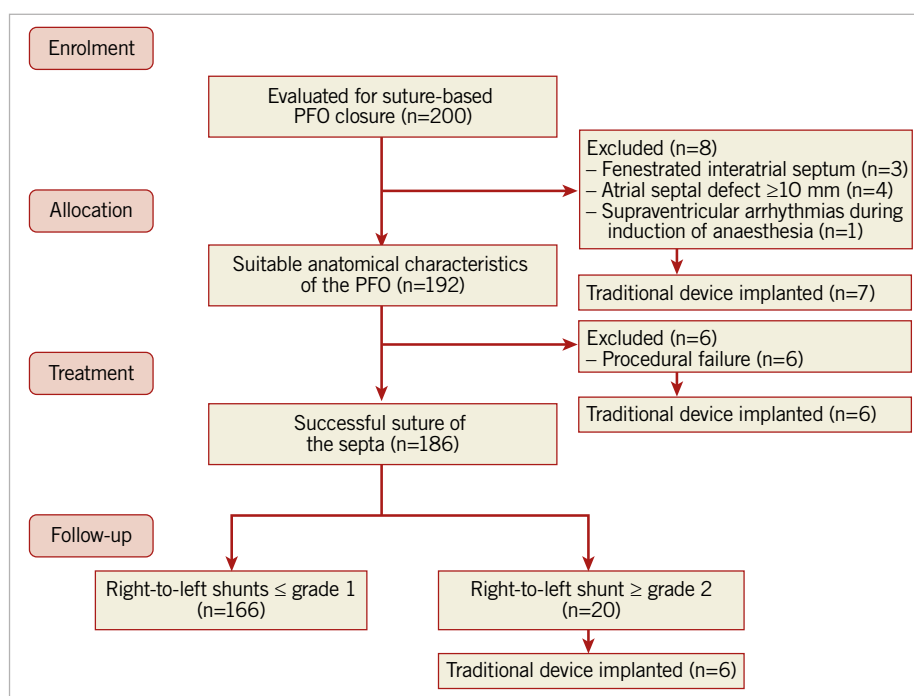 Enrolment
Evaluated for suture-based
PFO closure (n=200)
Excluded (n=8)
– Fenestrated interatrial septum (n=3)
– Atrial septal defect ≥10 mm (n=4)
– Supraventricular arrhythmias during
induction of anaesthesia (n=1)
Allocation
Suitable anatomical characteristics
of the PFO (n=192)
Traditional device implanted (n=7)
Excluded (n=6)
– Procedural failure (n=6)
Treatment
Traditional device implanted (n=6)
Successful suture of
the septa (n=186)
Follow-up
Right-to-left shunts ≤ grade 1
(n=166)
Right-to-left shunt ≥ grade 2
(n=20)
Traditional device implanted (n=6)